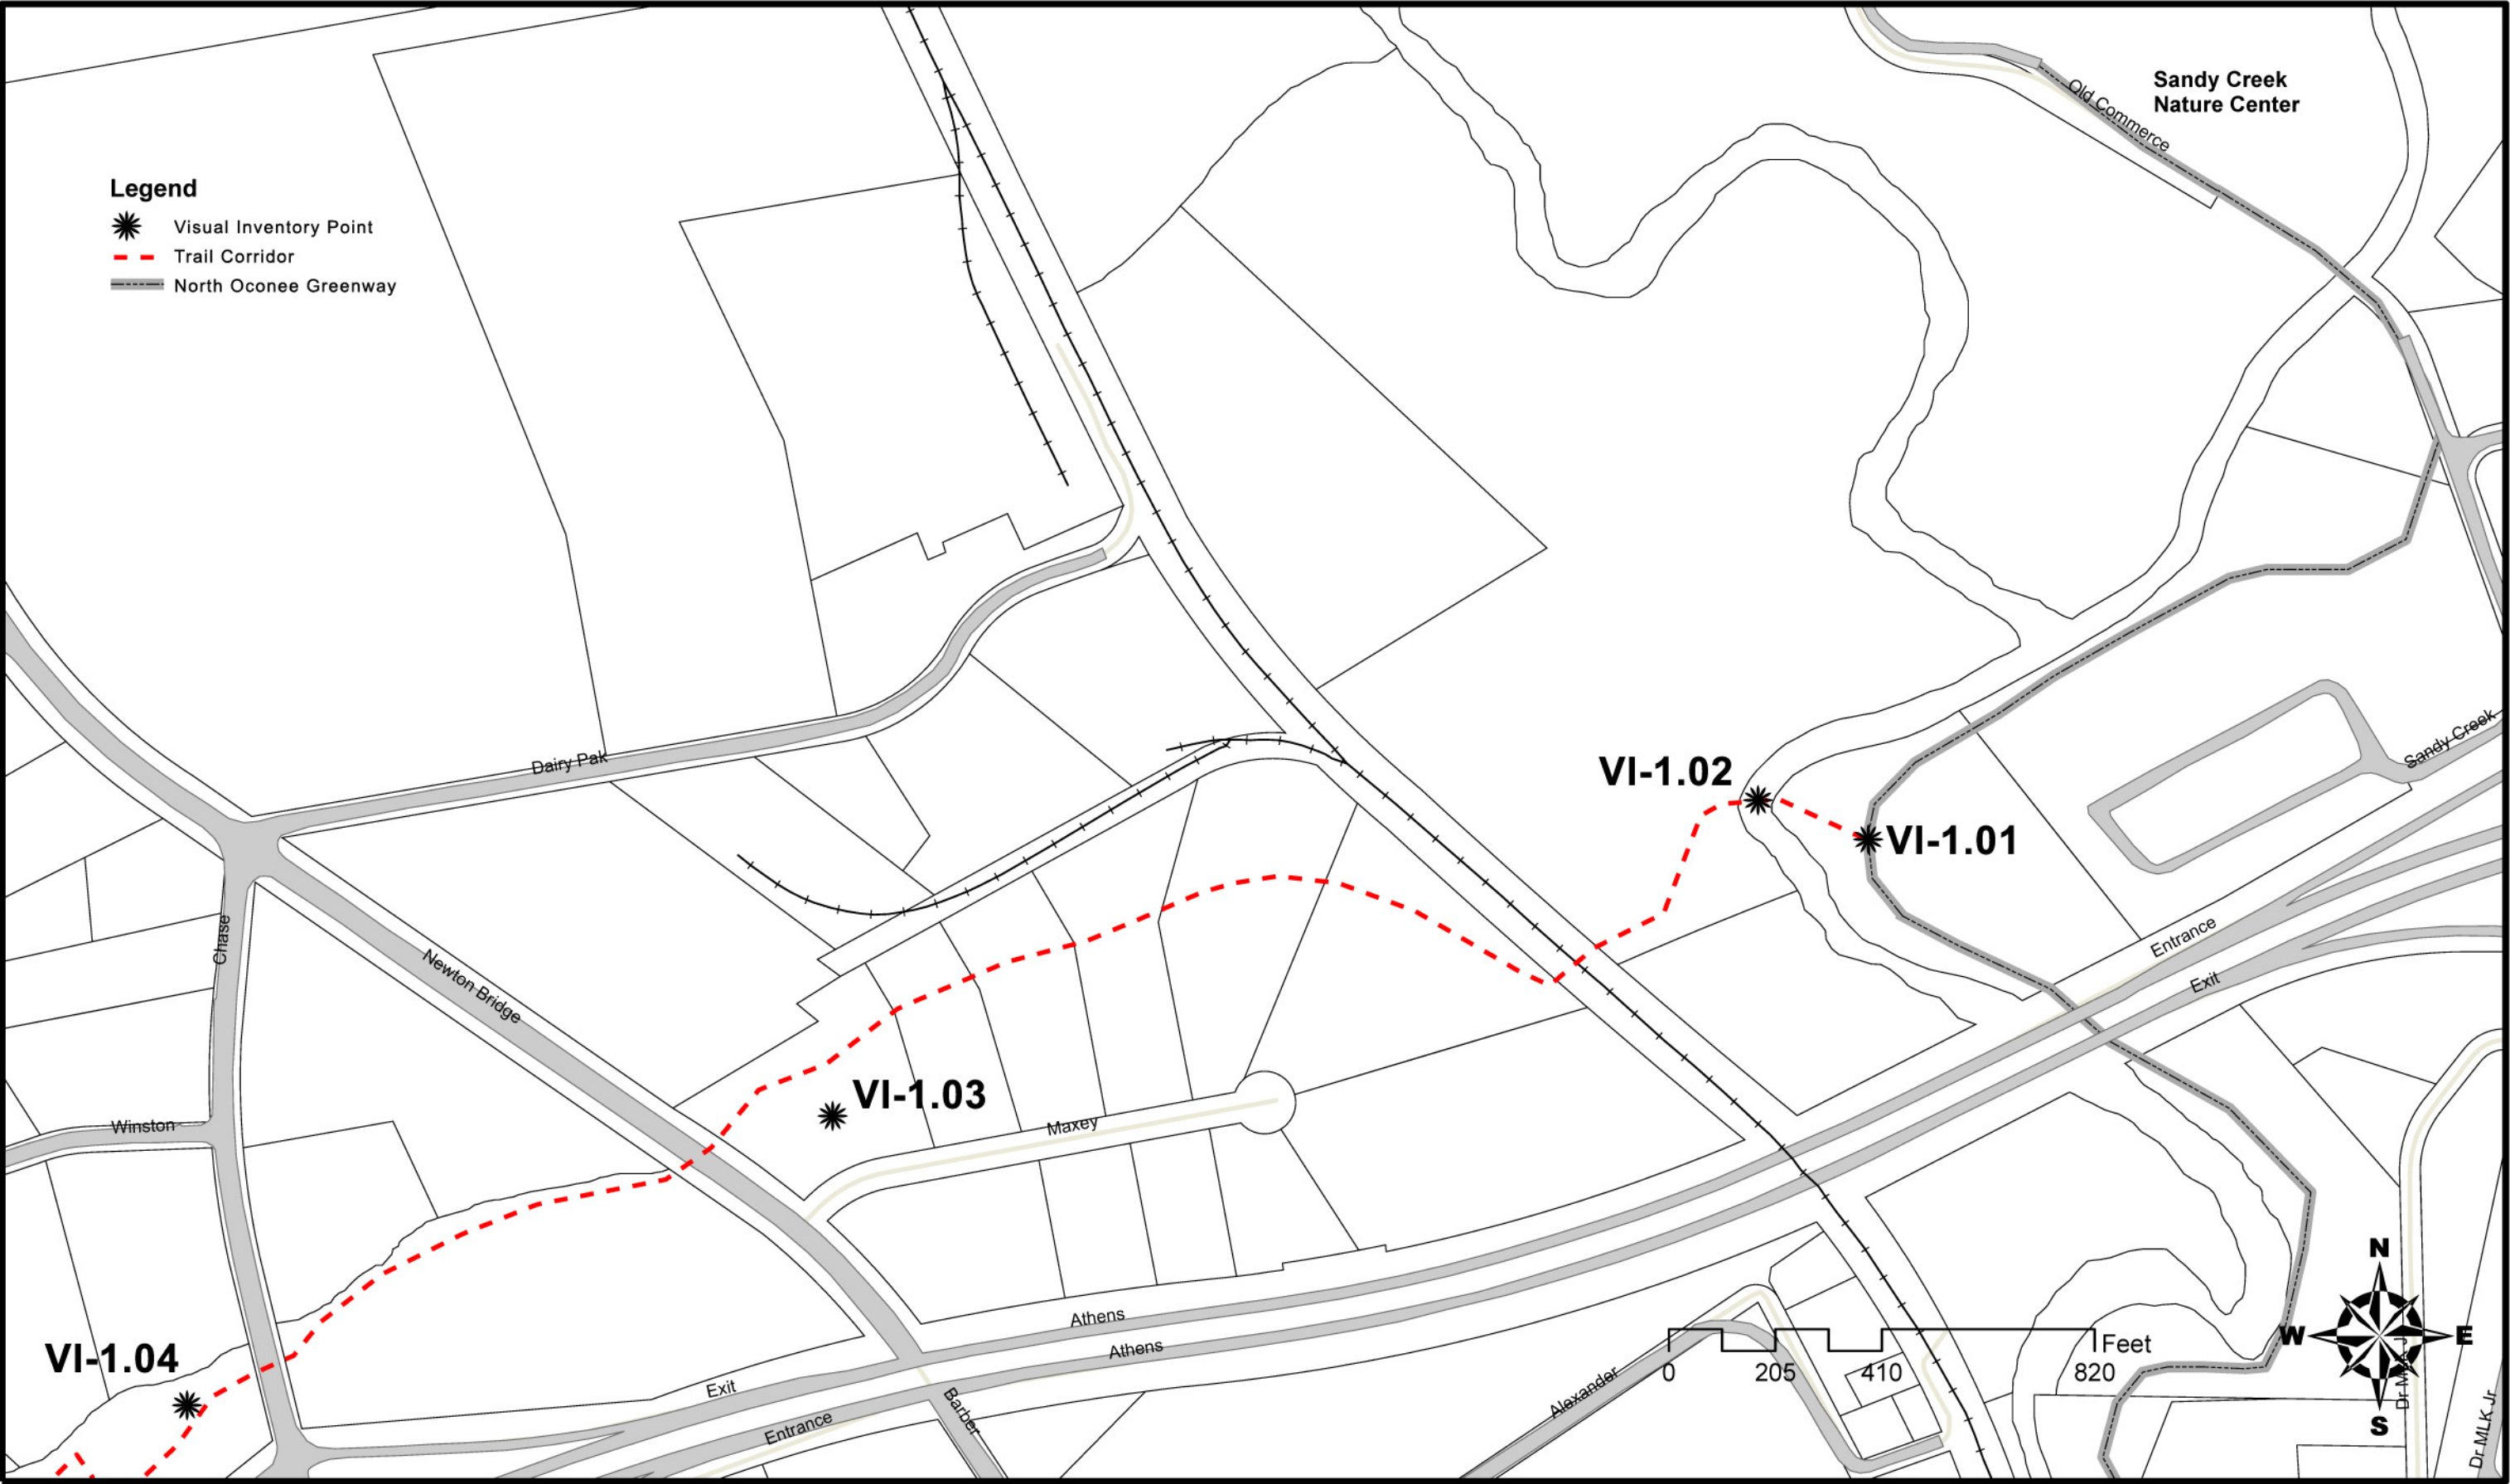 Sandy Creek
Nature Center
Old Commerce
Legend
Visual Inventory Point
Trail Corridor
North Oconee Greenway
Sandy Creek
Dairy Pak
VI-1.02
VI-1.01
Chase
Newton Bridge
Entrance
Exit
VI-1.03
Maxey
Winston
N
W
E
S
Athens
Athens
VI-1.04
Exit
Entrance
Barber
Alexander
Feet
0
205
410
820
Dr MLK Jr